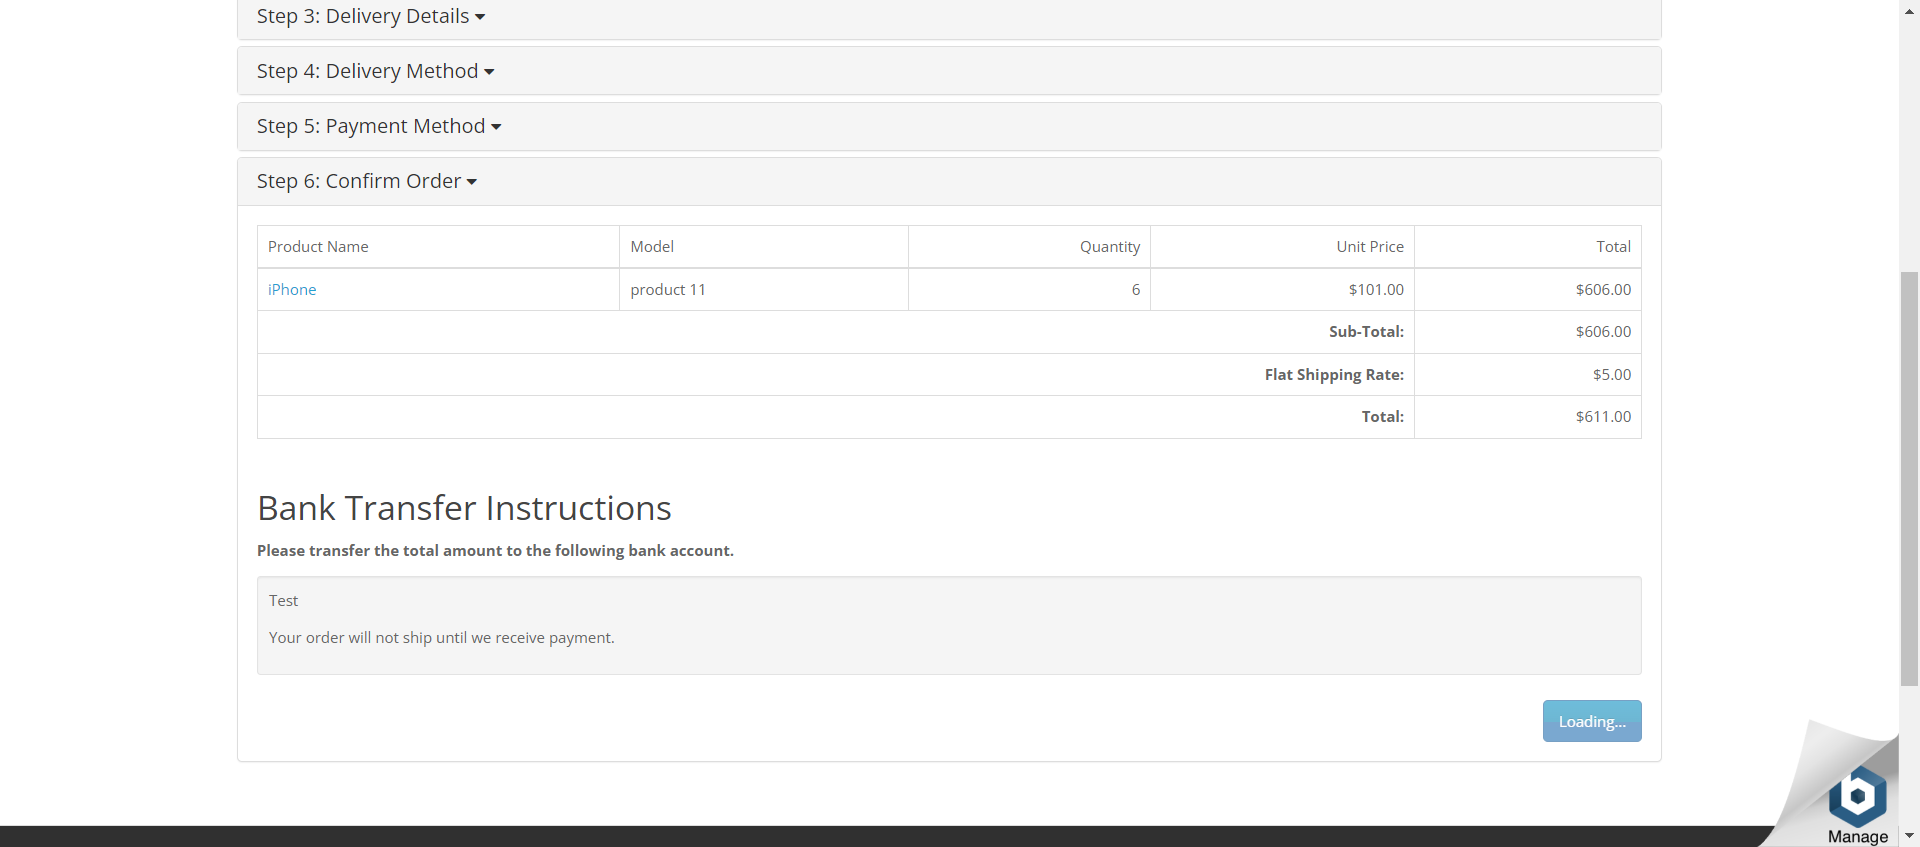 Step 3: Delivery Details
Step 4: Delivery Method
Step 5: Payment Method
Step 6: Confirm Order
Product Name Model Quantity Unit Price Total
iPhone product 11 6 $101.00 $606.00
Sub-Total: $606.00
Flat Shipping Rate: $5.00
Total: $611.00
Bank Transfer Instructions
Please transfer the total amount to the following bank account.
Test
Your order will not ship until we receive payment.
Loading...
b
Manage